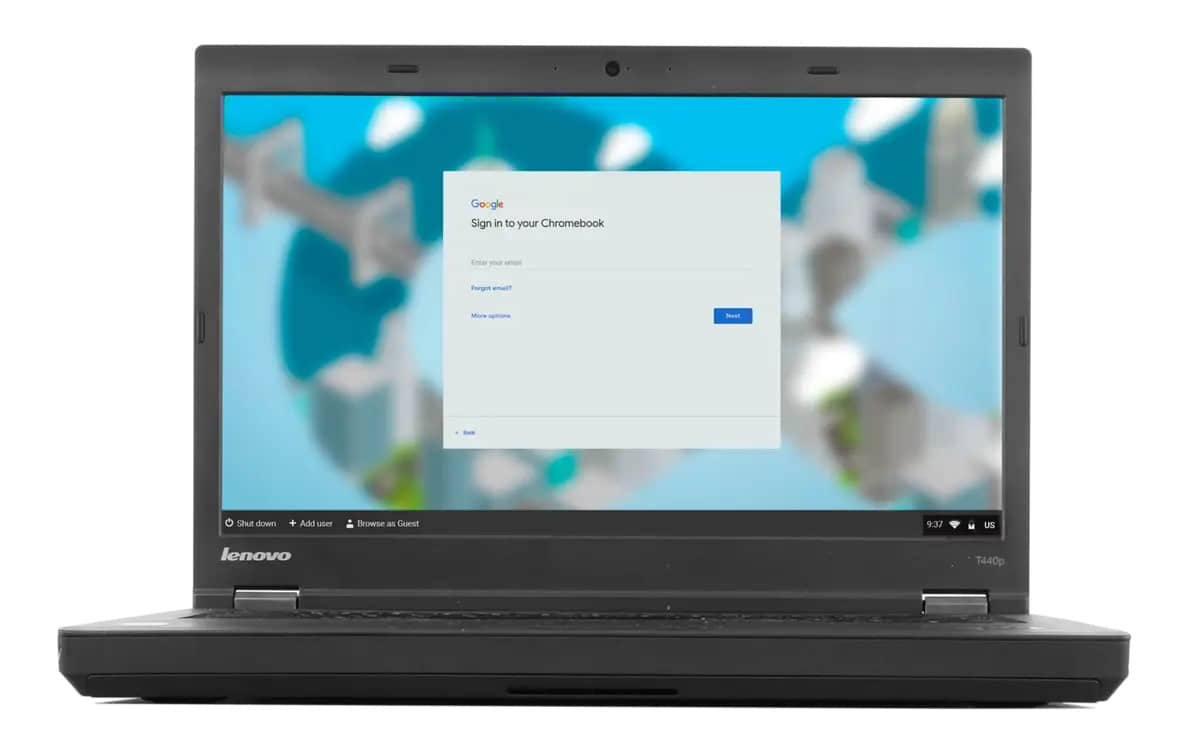 Google
Sign in to your Chromebook
Enter your email
Forgot email?
More options
Next
Back
Shut down
Add user
Browse as Guest
9:37
US
lenovo
T440p